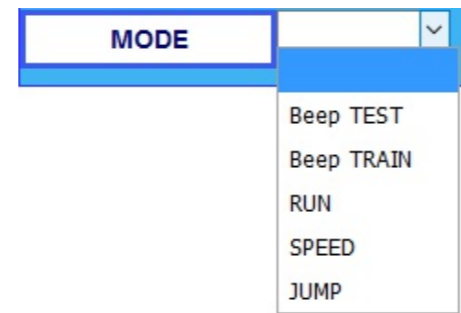 MODE
Beep TEST
Beep TRAIN
RUN
SPEED
JUMP